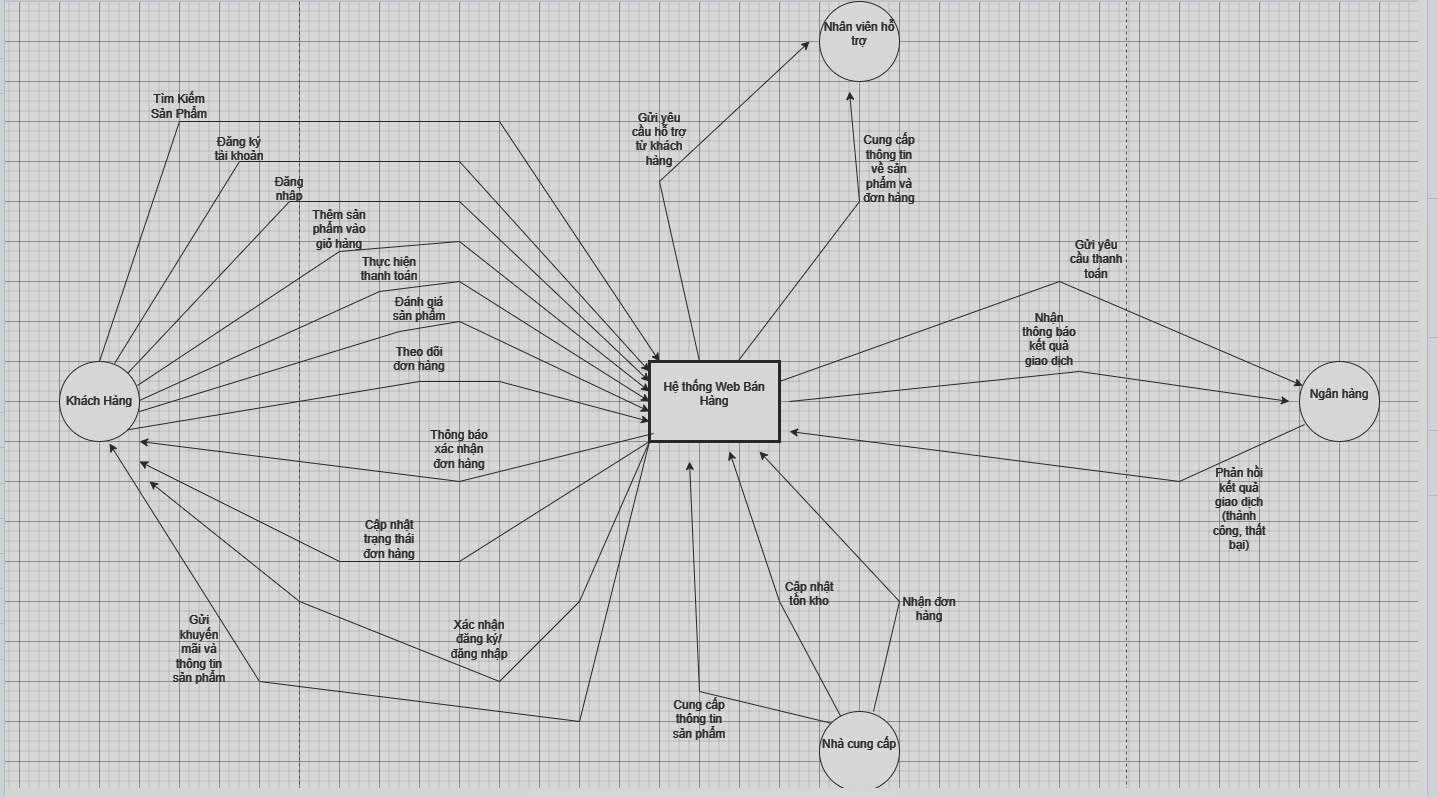 Nhân viên hỗ
trợ
Tìm Kiếm
Sản Phẩm
Gửi yêu
cầu hỗ trợ
từ khách
hàng
Cung cấp
thông tin
về sản
phẩm và
đơn hàng
Đăng ký
tài khoản
Đăng
nhập
Thêm sản
phẩm vào
giỏ hàng
Thực hiện
thanh toán
Đánh giá
sản phẩm
Theo dõi
đơn hàng
Gửi yêu
cầu thanh
toán
Nhận
thông báo
kết quả
giao dịch
Khách Hàng
Hệ thống Web Bán
Hàng
Ngân hàng
Thông báo
xác nhận
đơn hàng
Phản hồi
kết quả
giao dịch
(thành
công, thất
bại)
Cập nhật
trạng thái
đơn hàng
Cập nhật
tồn kho
Nhận đơn
hàng
Gửi
khuyến
mãi và
thông tin
sản phẩm
Xác nhận
đăng ký/
đăng nhập
Cung cấp
thông tin
sản phẩm
Nhà cung cấp